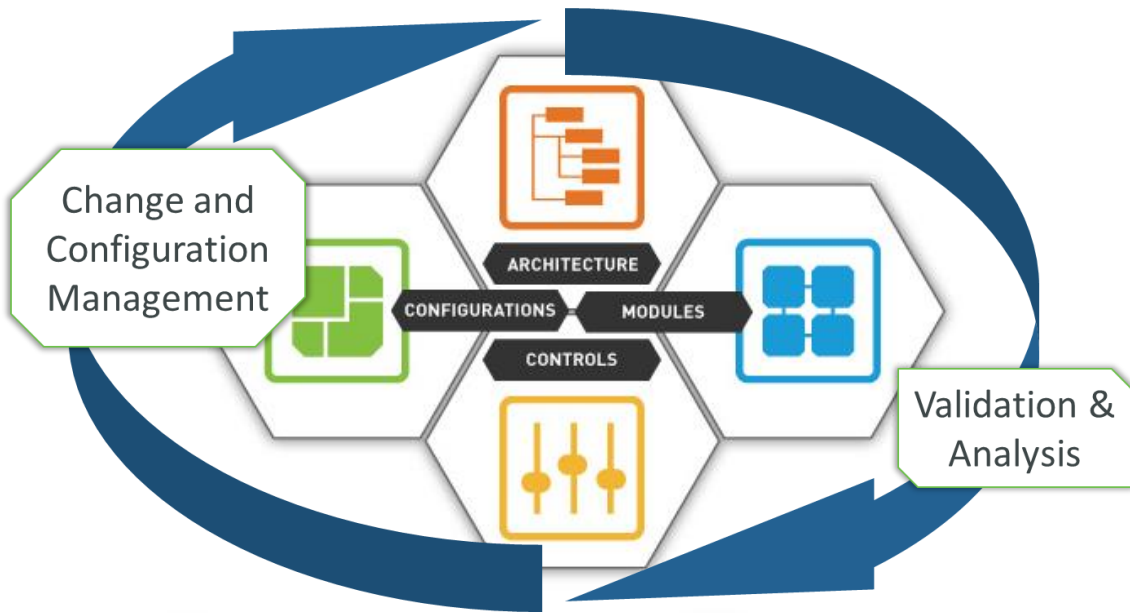 Change and
Configuration
Management
ARCHITECTURE
CONFIGURATIONS
MODULES
CONTROLS
Validation &
Analysis